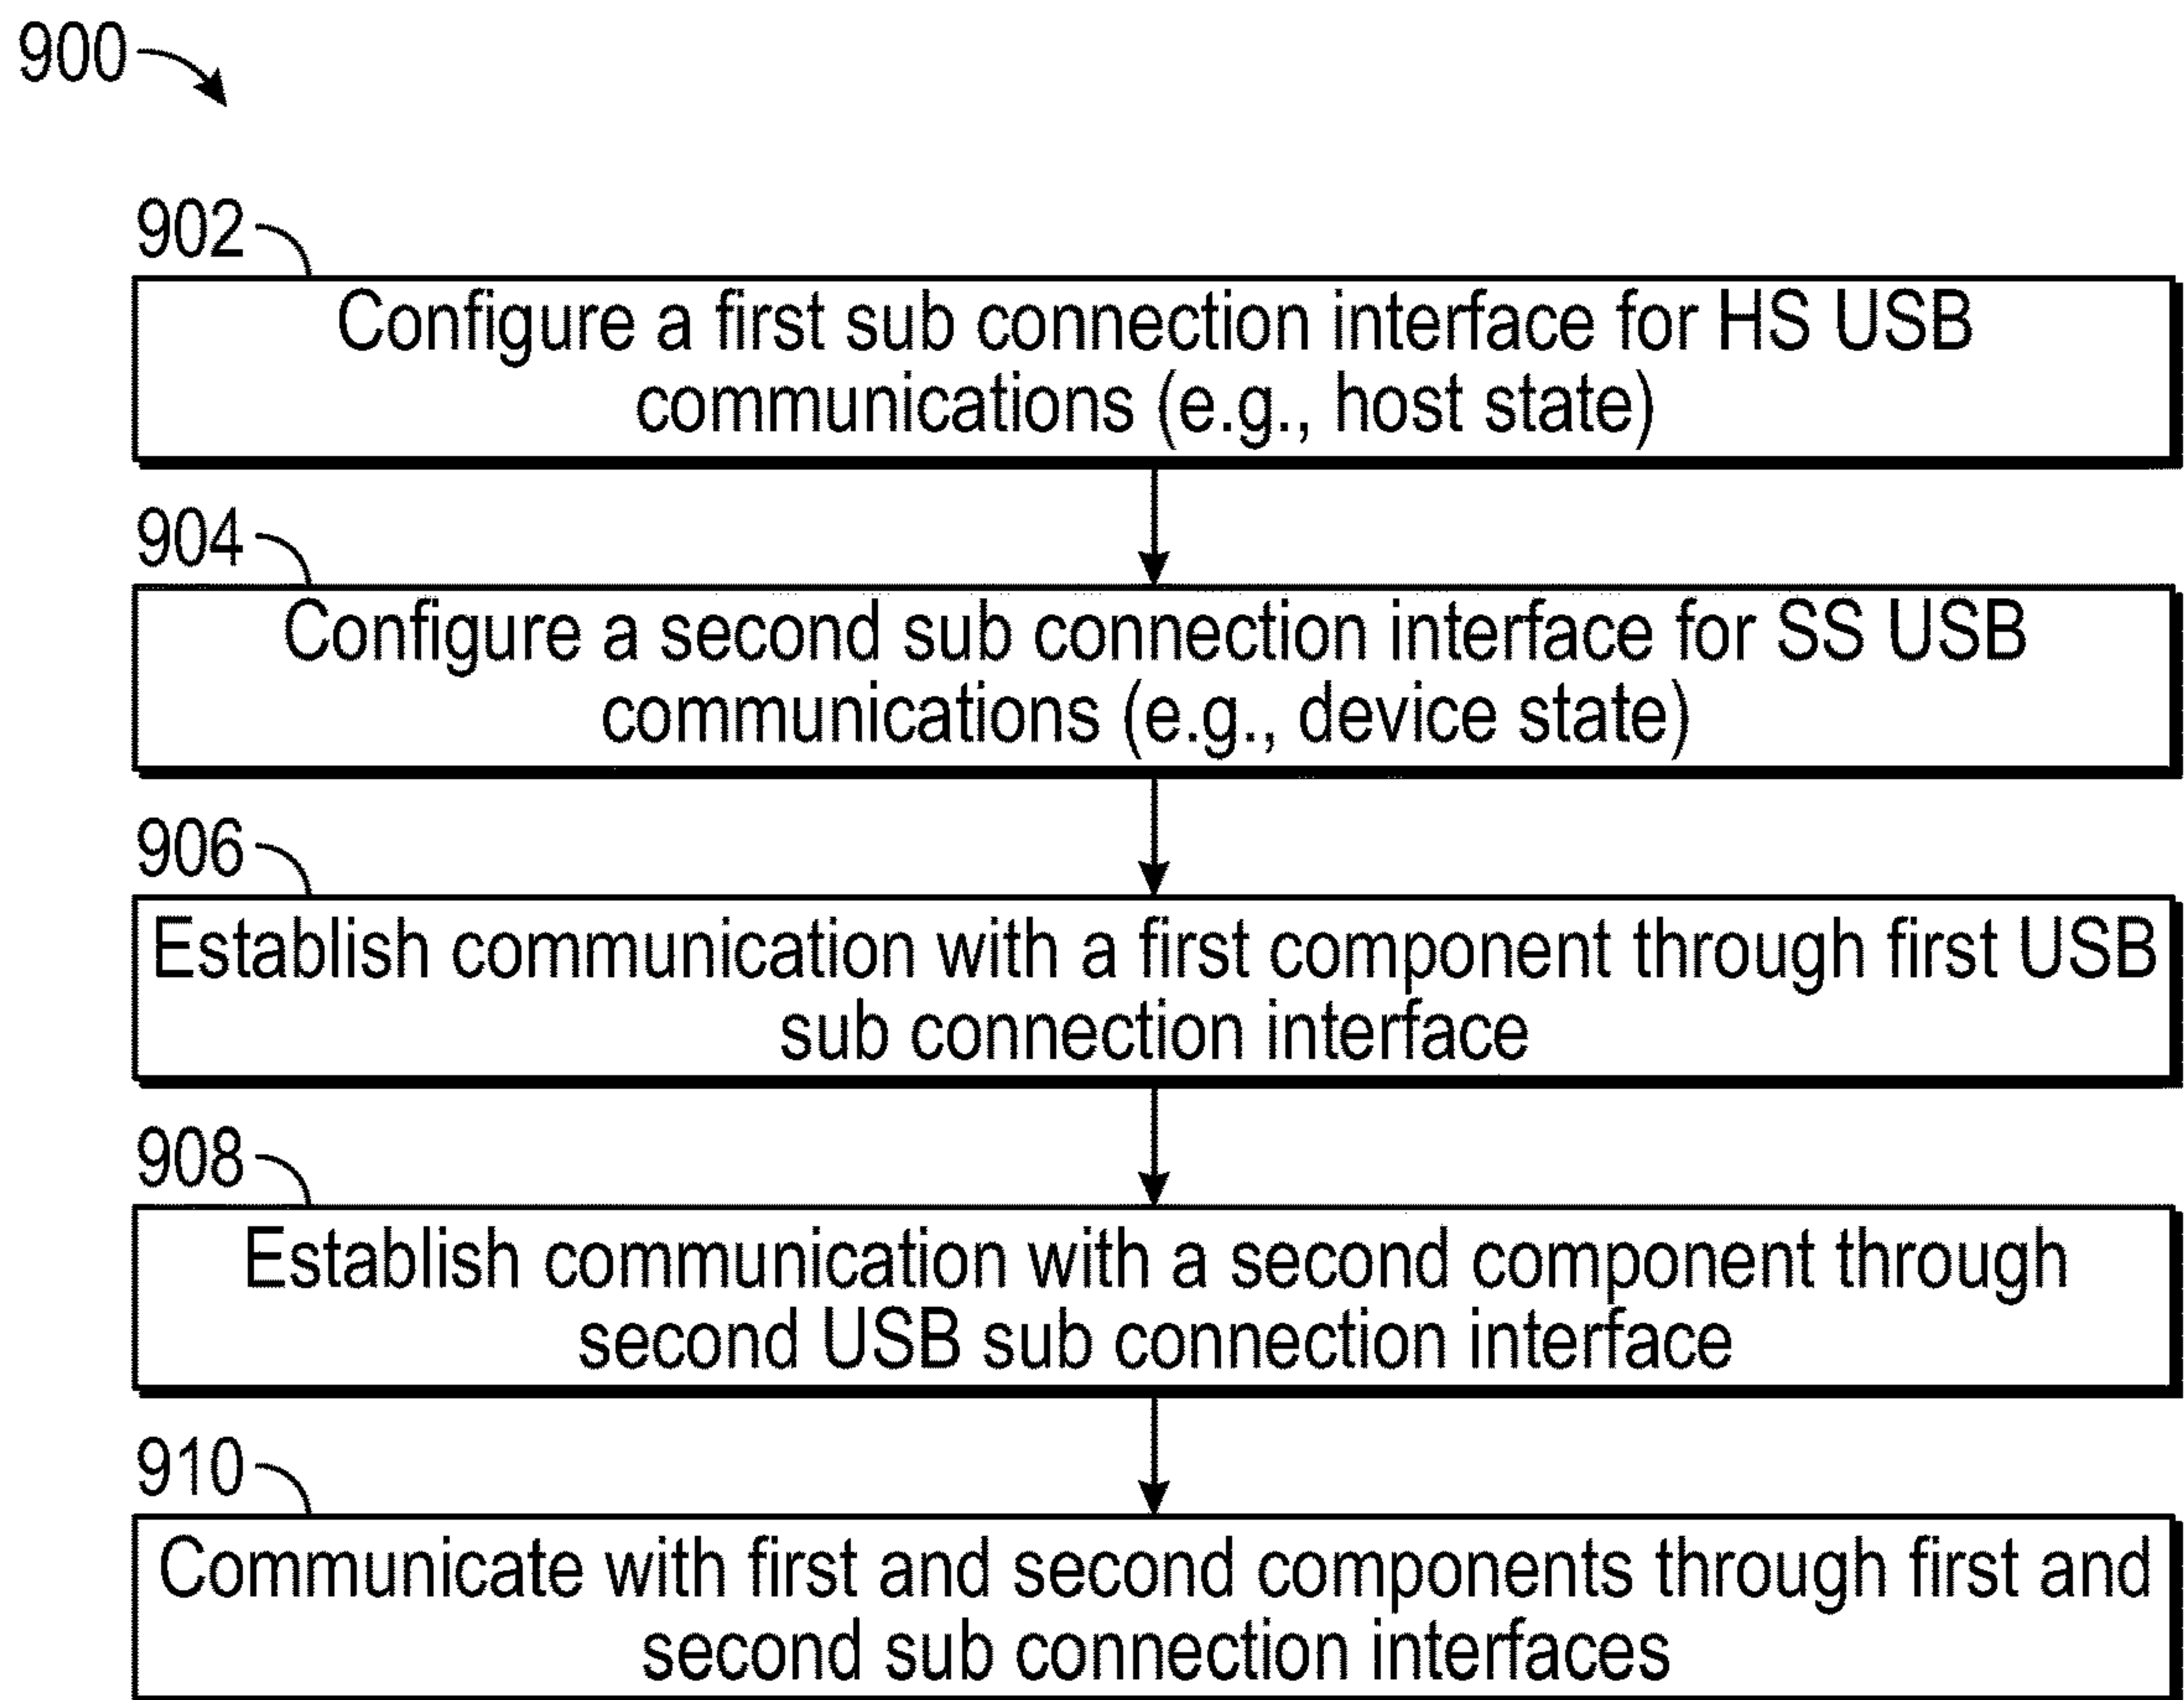 900
902
Configure a first sub connection interface for HS USB
communications (e.g., host state)
904
Configure a second sub connection interface for SS USB
communications (e.g., device state)
906
Establish communication with a first component through first USB
sub connection interface
908
Establish communication with a second component through
second USB sub connection interface
910
Communicate with first and second components through first and
second sub connection interfaces